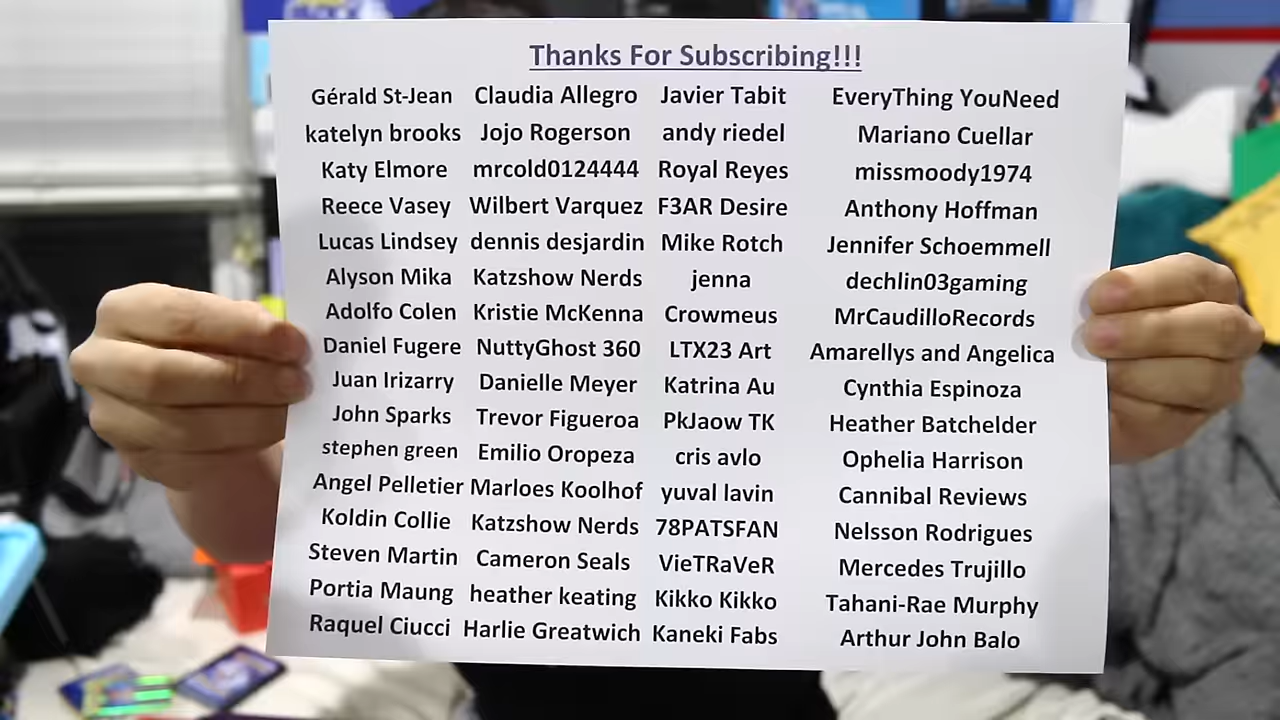 Thanks For Subscribing!!!
Gérald St-Jean Claudia Allegro Javier Tabit EveryThing YouNeed
katelyn brooks Jojo Rogerson andy riedel Mariano Cuellar
Katy Elmore mrcold0124444 Royal Reyes missmoody1974
Reece Vasey Wilbert Varquez F3AR Desire Anthony Hoffman
Lucas Lindsey dennis desjardin Mike Rotch Jennifer Schoemmell
Alyson Mika Katzshow Nerds jenna dechlin03gaming
Adolfo Colen Kristie McKenna Crowmeus MrCaudilloRecords
Daniel Fugere NuttyGhost 360 LTX23 Art Amarellys and Angelica
Juan Irizarry Danielle Meyer Katrina Au Cynthia Espinoza
John Sparks Trevor Figueroa PkJaow TK Heather Batchelder
stephen green Emilio Oropeza cris avlo Ophelia Harrison
Angel Pelletier Marloes Koolhof yuval lavin Cannibal Reviews
Koldin Collie Katzshow Nerds 78PATSFAN Nelsson Rodrigues
Steven Martin Cameron Seals VieTRaVeR Mercedes Trujillo
Portia Maung heather keating Kikko Kikko Tahani-Rae Murphy
Raquel Ciucci Harlie Greatwich Kaneki Fabs Arthur John Balo